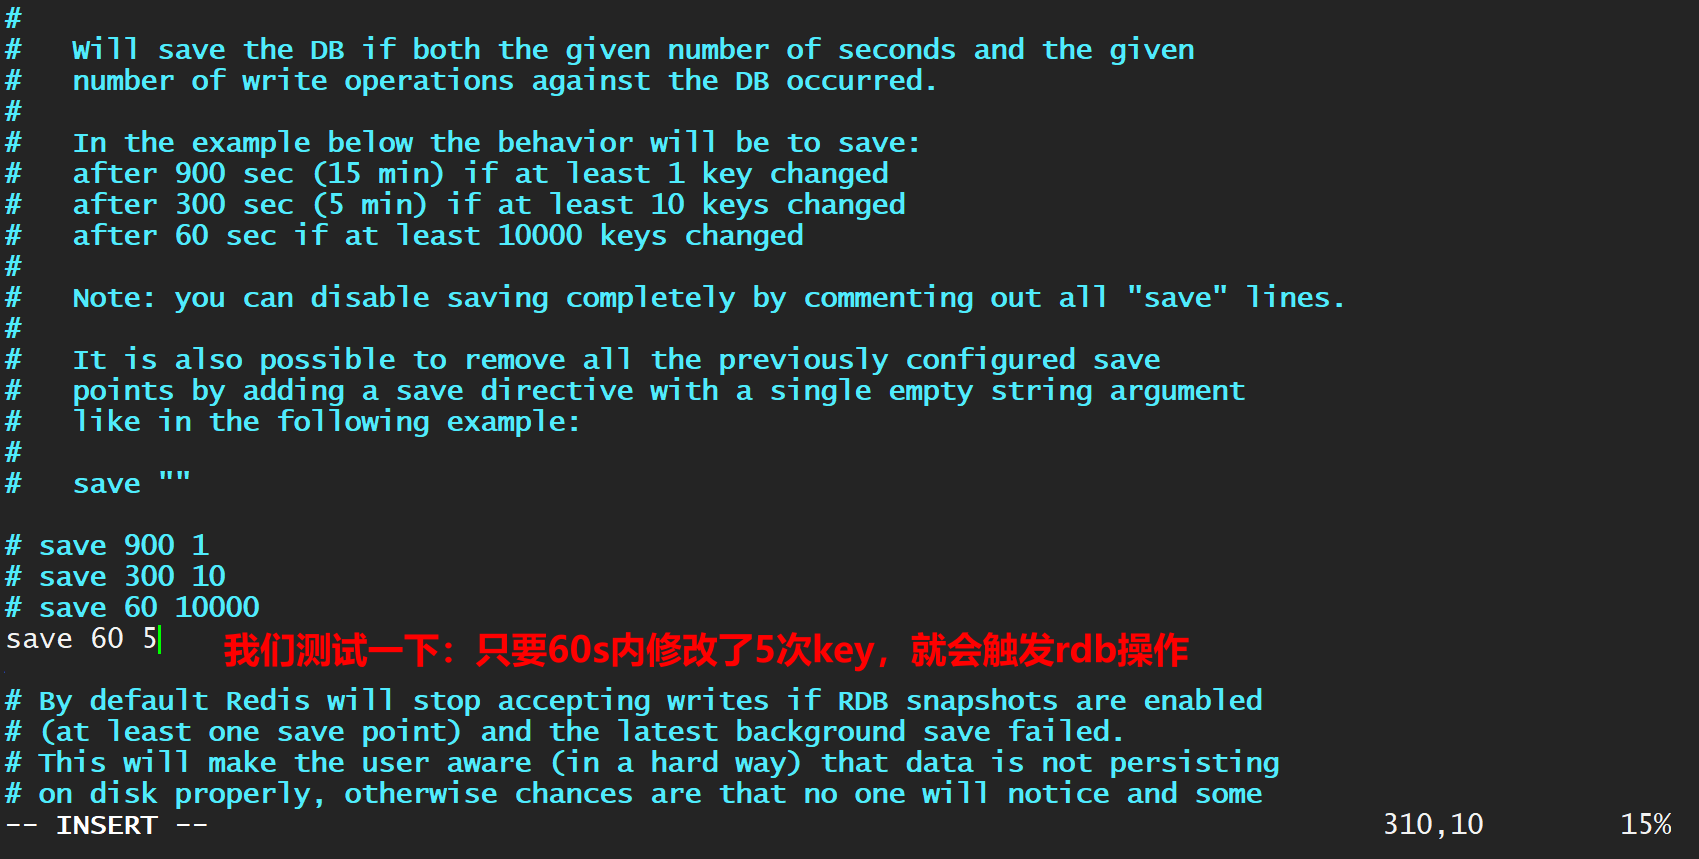 #
#   Will save the DB if both the given number of seconds and the given
#   number of write operations against the DB occurred.
#
#   In the example below the behavior will be to save:
#   after 900 sec (15 min) if at least 1 key changed
#   after 300 sec (5 min) if at least 10 keys changed
#   after 60 sec if at least 10000 keys changed
#
#   Note: you can disable saving completely by commenting out all "save" lines.
#
#   It is also possible to remove all the previously configured save
#   points by adding a save directive with a single empty string argument
#   like in the following example:
#
#   save ""
# save 900 1
# save 300 10
# save 60 10000
save 60 5 我们测试一下：只要60s内修改了5次key，就会触发rdb操作
# By default Redis will stop accepting writes if RDB snapshots are enabled
# (at least one save point) and the latest background save failed.
# This will make the user aware (in a hard way) that data is not persisting
# on disk properly, otherwise chances are that no one will notice and some
-- INSERT -- 310,10 15%